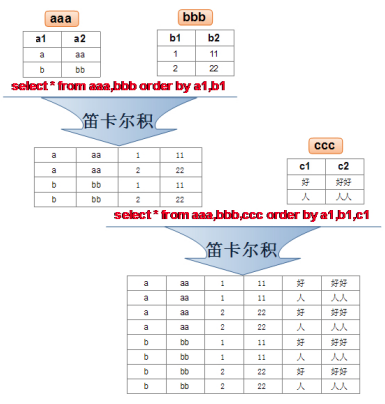 aaa
bbb
a1 a2
b1 b2
a aa
1 11
b bb
2 22
select * from aaa,bbb order by a1,b1
笛卡尔积
a aa 1 11
a aa 2 22
b bb 1 11
b bb 2 22
ccc
c1 c2
好 好好
人 人人
select * from aaa,bbb,ccc order by a1,b1,c1
笛卡尔积
a aa 1 11 好 好好
a aa 1 11 人 人人
a aa 2 22 好 好好
a aa 2 22 人 人人
b bb 1 11 好 好好
b bb 1 11 人 人人
b bb 2 22 好 好好
b bb 2 22 人 人人